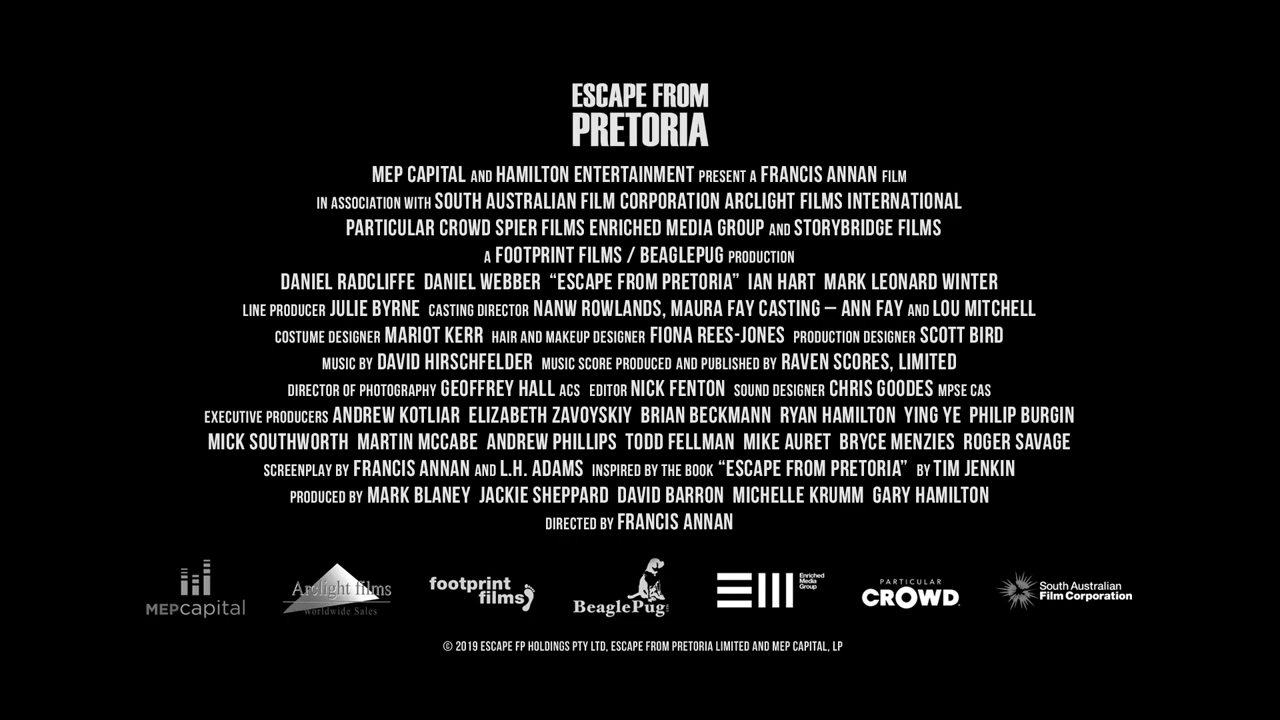 ESCAPE FROM
PRETORIA
MEP CAPITAL AND HAMILTON ENTERTAINMENT PRESENT A FRANCIS ANNAN FILM
IN ASSOCIATION WITH SOUTH AUSTRALIAN FILM CORPORATION ARCLIGHT FILMS INTERNATIONAL
PARTICULAR CROWD SPIER FILMS ENRICHED MEDIA GROUP AND STORYBRIDGE FILMS
A FOOTPRINT FILMS / BEAGLEPUG PRODUCTION
DANIEL RADCLIFFE DANIEL WEBBER “ESCAPE FROM PRETORIA” IAN HART MARK LEONARD WINTER
LINE PRODUCER JULIE BYRNE CASTING DIRECTOR NANW ROWLANDS, MAURA FAY CASTING – ANN FAY AND LOU MITCHELL
COSTUME DESIGNER MARIOT KERR HAIR AND MAKEUP DESIGNER FIONA REES-JONES PRODUCTION DESIGNER SCOTT BIRD
MUSIC BY DAVID HIRSCHFELDER MUSIC SCORE PRODUCED AND PUBLISHED BY RAVEN SCORES, LIMITED
DIRECTOR OF PHOTOGRAPHY GEOFFREY HALL ACS EDITOR NICK FENTON SOUND DESIGNER CHRIS GOODES MPSE CAS
EXECUTIVE PRODUCERS ANDREW KOTLIAR ELIZABETH ZAVOYSKIY BRIAN BECKMANN RYAN HAMILTON YING YE PHILIP BURGIN
MICK SOUTHWORTH MARTIN MCCABE ANDREW PHILLIPS TODD FELLMAN MIKE AURET BRYCE MENZIES ROGER SAVAGE
SCREENPLAY BY FRANCIS ANNAN AND L.H. ADAMS INSPIRED BY THE BOOK “ESCAPE FROM PRETORIA” BY TIM JENKIN
PRODUCED BY MARK BLANEY JACKIE SHEPPARD DAVID BARRON MICHELLE KRUMM GARY HAMILTON
DIRECTED BY FRANCIS ANNAN
MEPcapital
Arclight films
Worldwide Sales
footprint
films
BeaglePug
Enriched
Media
Group
PARTICULAR
CROWD
South Australian
Film Corporation
© 2019 ESCAPE FP HOLDINGS PTY LTD, ESCAPE FROM PRETORIA LIMITED AND MEP CAPITAL, LP